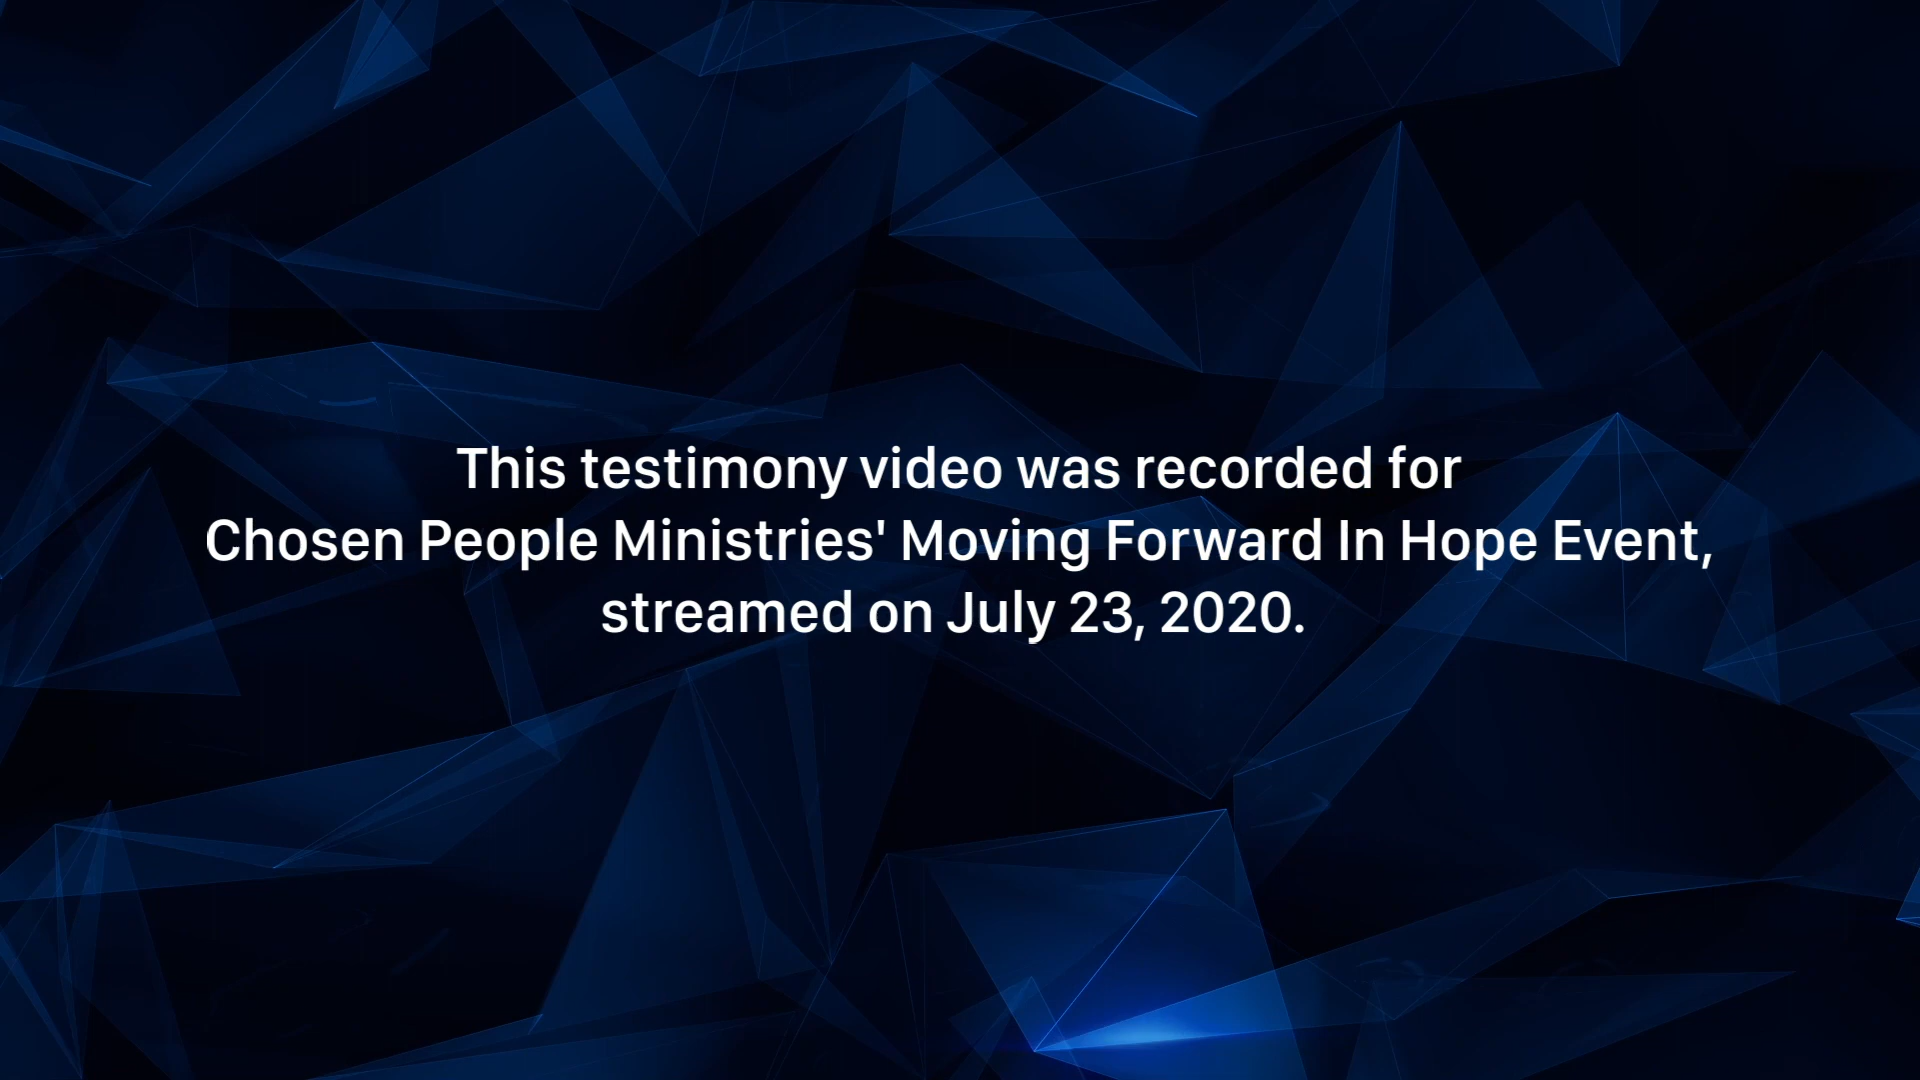 This testimony video was recorded for
Chosen People Ministries' Moving Forward In Hope Event,
streamed on July 23, 2020.